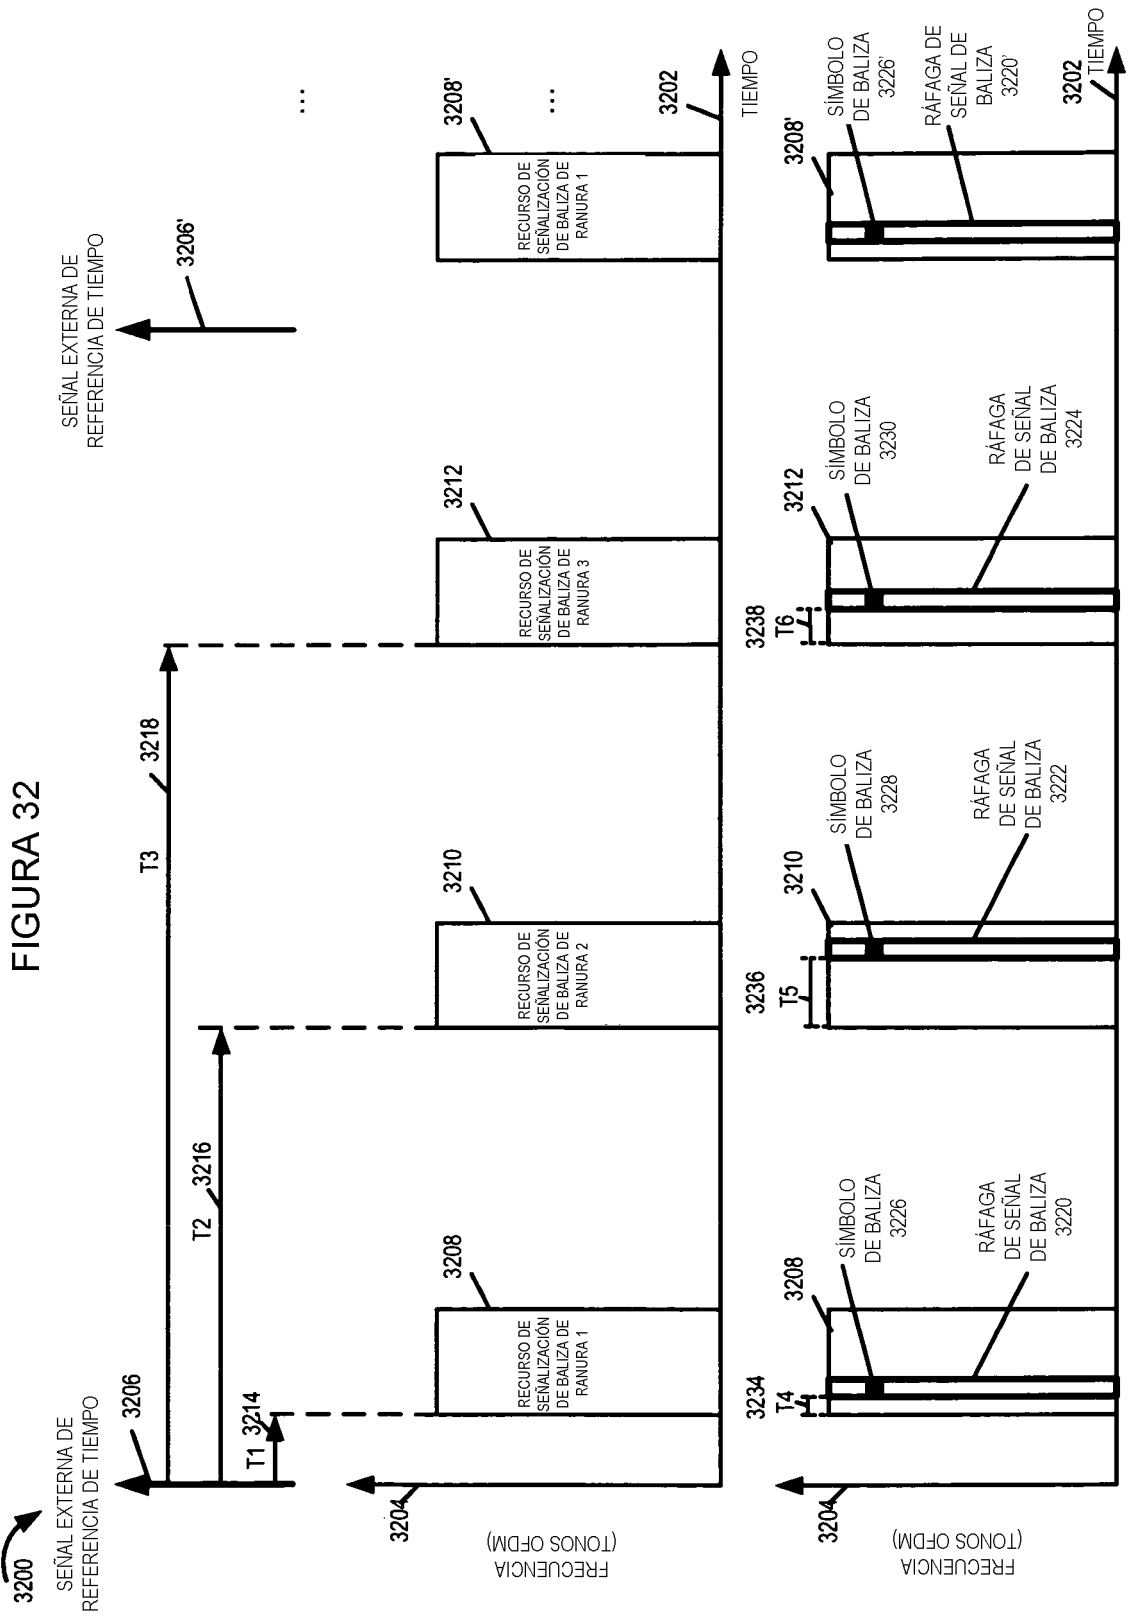 FIGURA 32
3200
SEÑAL EXTERNA DE
REFERENCIA DE TIEMPO
3206
SEÑAL EXTERNA DE
REFERENCIA DE TIEMPO
3206'
T3
3218
T2
3216
T1
3214
...
3204
FRECUENCIA
(TONOS OFDM)
RECURSO DE
SEÑALIZACIÓN
DE BALIZA DE
RANURA 1
3208
RECURSO DE
SEÑALIZACIÓN
DE BALIZA DE
RANURA 2
3210
RECURSO DE
SEÑALIZACIÓN
DE BALIZA DE
RANURA 3
3212
RECURSO DE
SEÑALIZACIÓN
DE BALIZA DE
RANURA 1
3208'
...
3202
TIEMPO
3204
FRECUENCIA
(TONOS OFDM)
3234
T4
3208
SÍMBOLO
DE BALIZA
3226
RÁFAGA
DE SEÑAL
DE BALIZA
3220
3236
T5
3210
SÍMBOLO
DE BALIZA
3228
RÁFAGA
DE SEÑAL
DE BALIZA
3222
3238
T6
3212
SÍMBOLO
DE BALIZA
3230
RÁFAGA
DE SEÑAL
DE BALIZA
3224
3208'
SÍMBOLO
DE BALIZA
3226'
RÁFAGA DE
SEÑAL DE
BALIZA
3220'
3202
TIEMPO